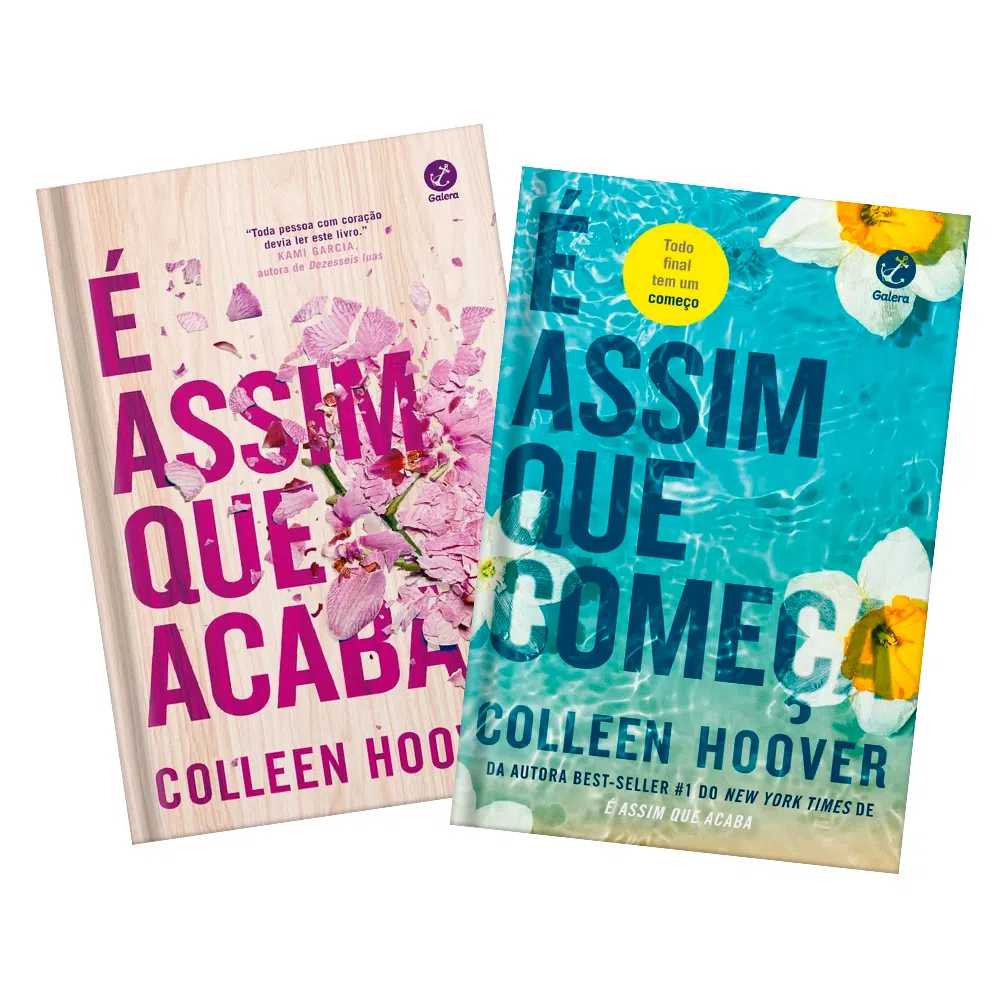 Galera
“Toda pessoa com coração
devia ler este livro.”
KAMI GARCIA,
autora de Dezesseis luas
É
ASSIM
QUE
ACABA
COLLEEN HOOV
Galera
Todo
final
tem um
começo
É
ASSIM
QUE
COMEÇA
COLLEEN HOOVER
DA AUTORA BEST-SELLER #1 DO NEW YORK TIMES DE
É ASSIM QUE ACABA